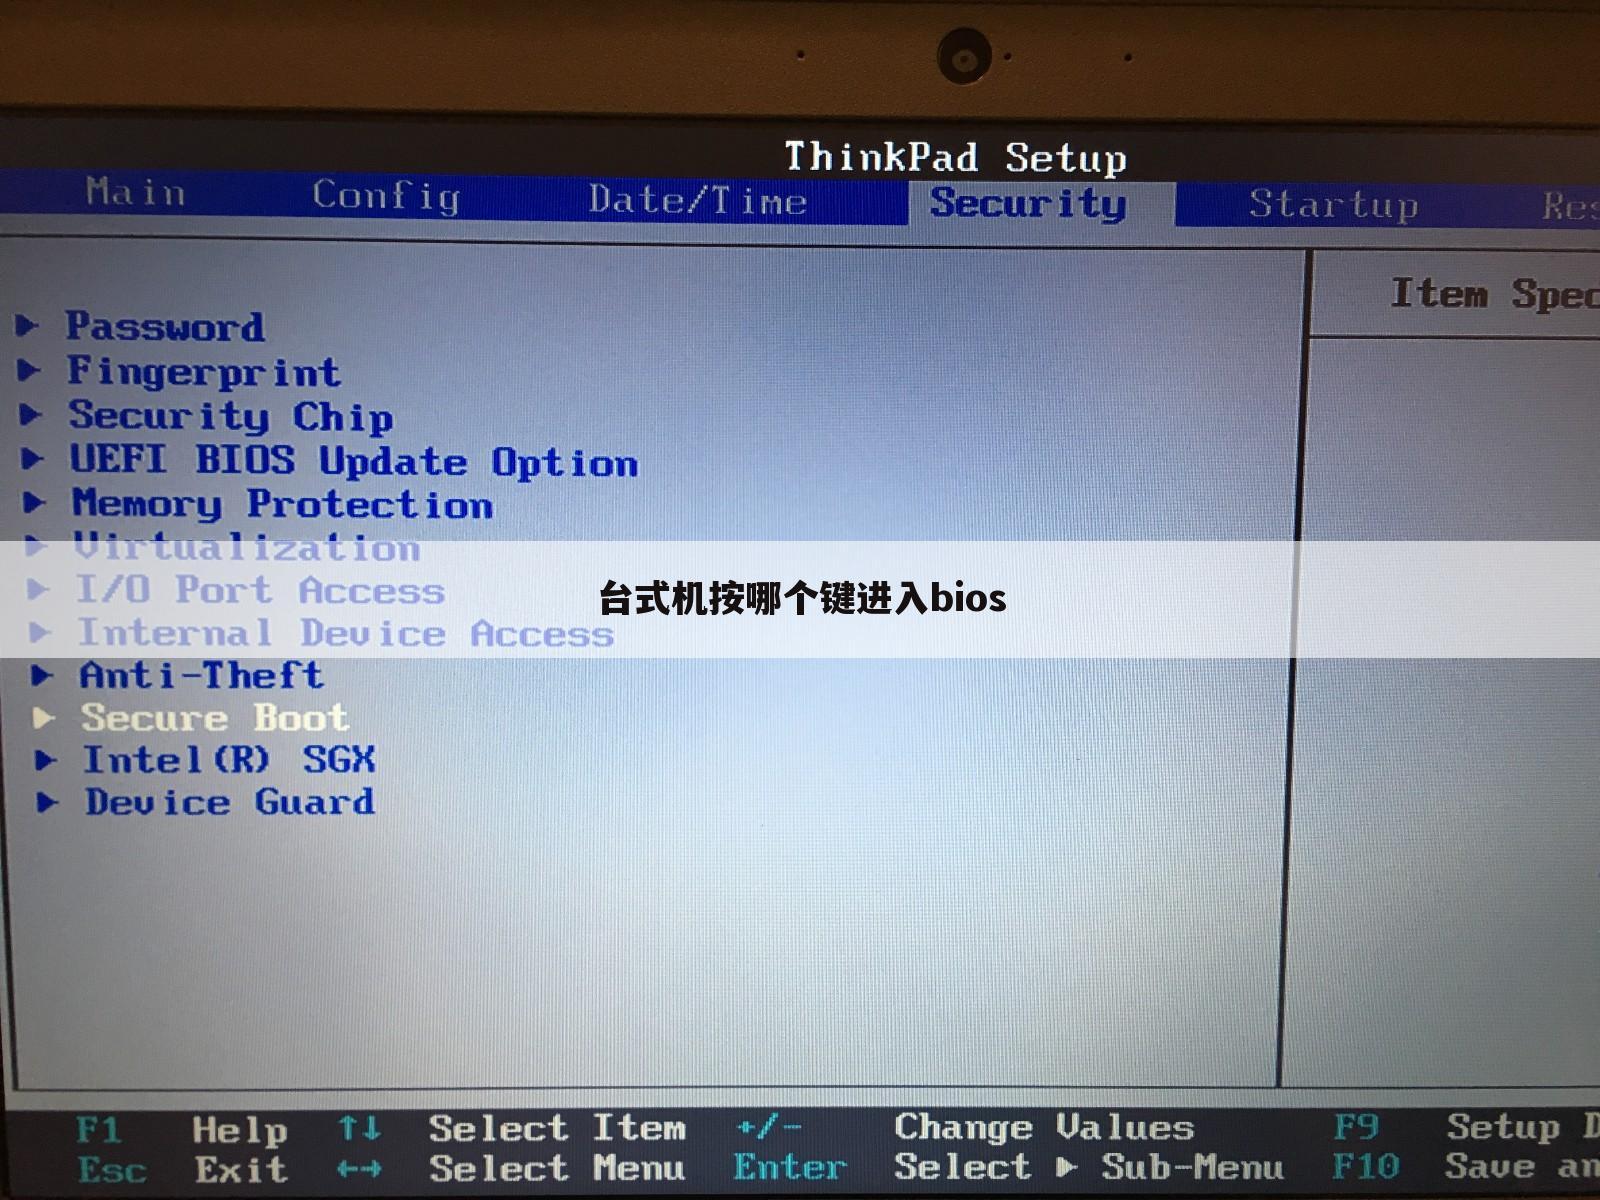 ThinkPad Setup
Main Config Date/Time Security Startup
Item
Password
Fingerprint
Security Chip
UEFI BIOS Update Option
Memory Protection
Virtualization
I/O Port Access
台式机按哪个键进入bios
Internal Device Access
Anti-Theft
Secure Boot
Intel(R) SGX
Device Guard
F1 Help ↑↓ Select Item +/- Change Values F9 Setup
Esc Exit ←→ Select Menu Enter Select ▶ Sub-Menu F10 Save